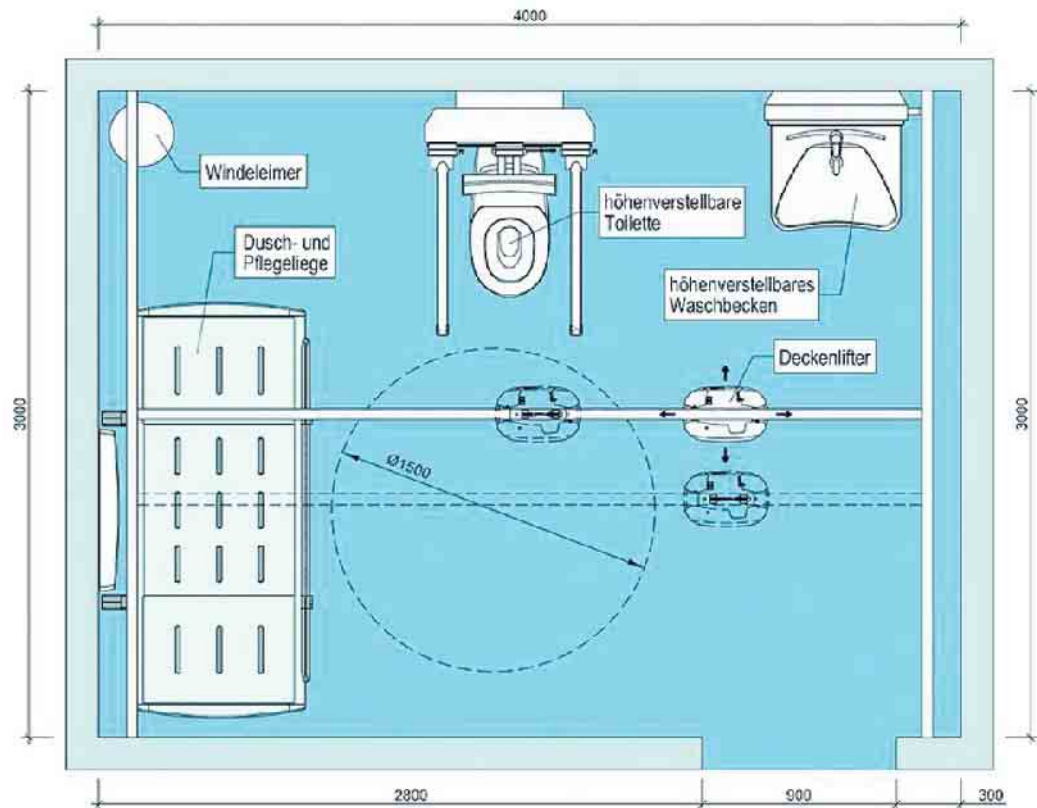 4000
Windeleimer
höhenverstellbare
Toilette
Dusch- und
Pflegeliege
höhenverstellbares
Waschbecken
Deckenlifter
3000
3000
Ø1500
2800
900
300